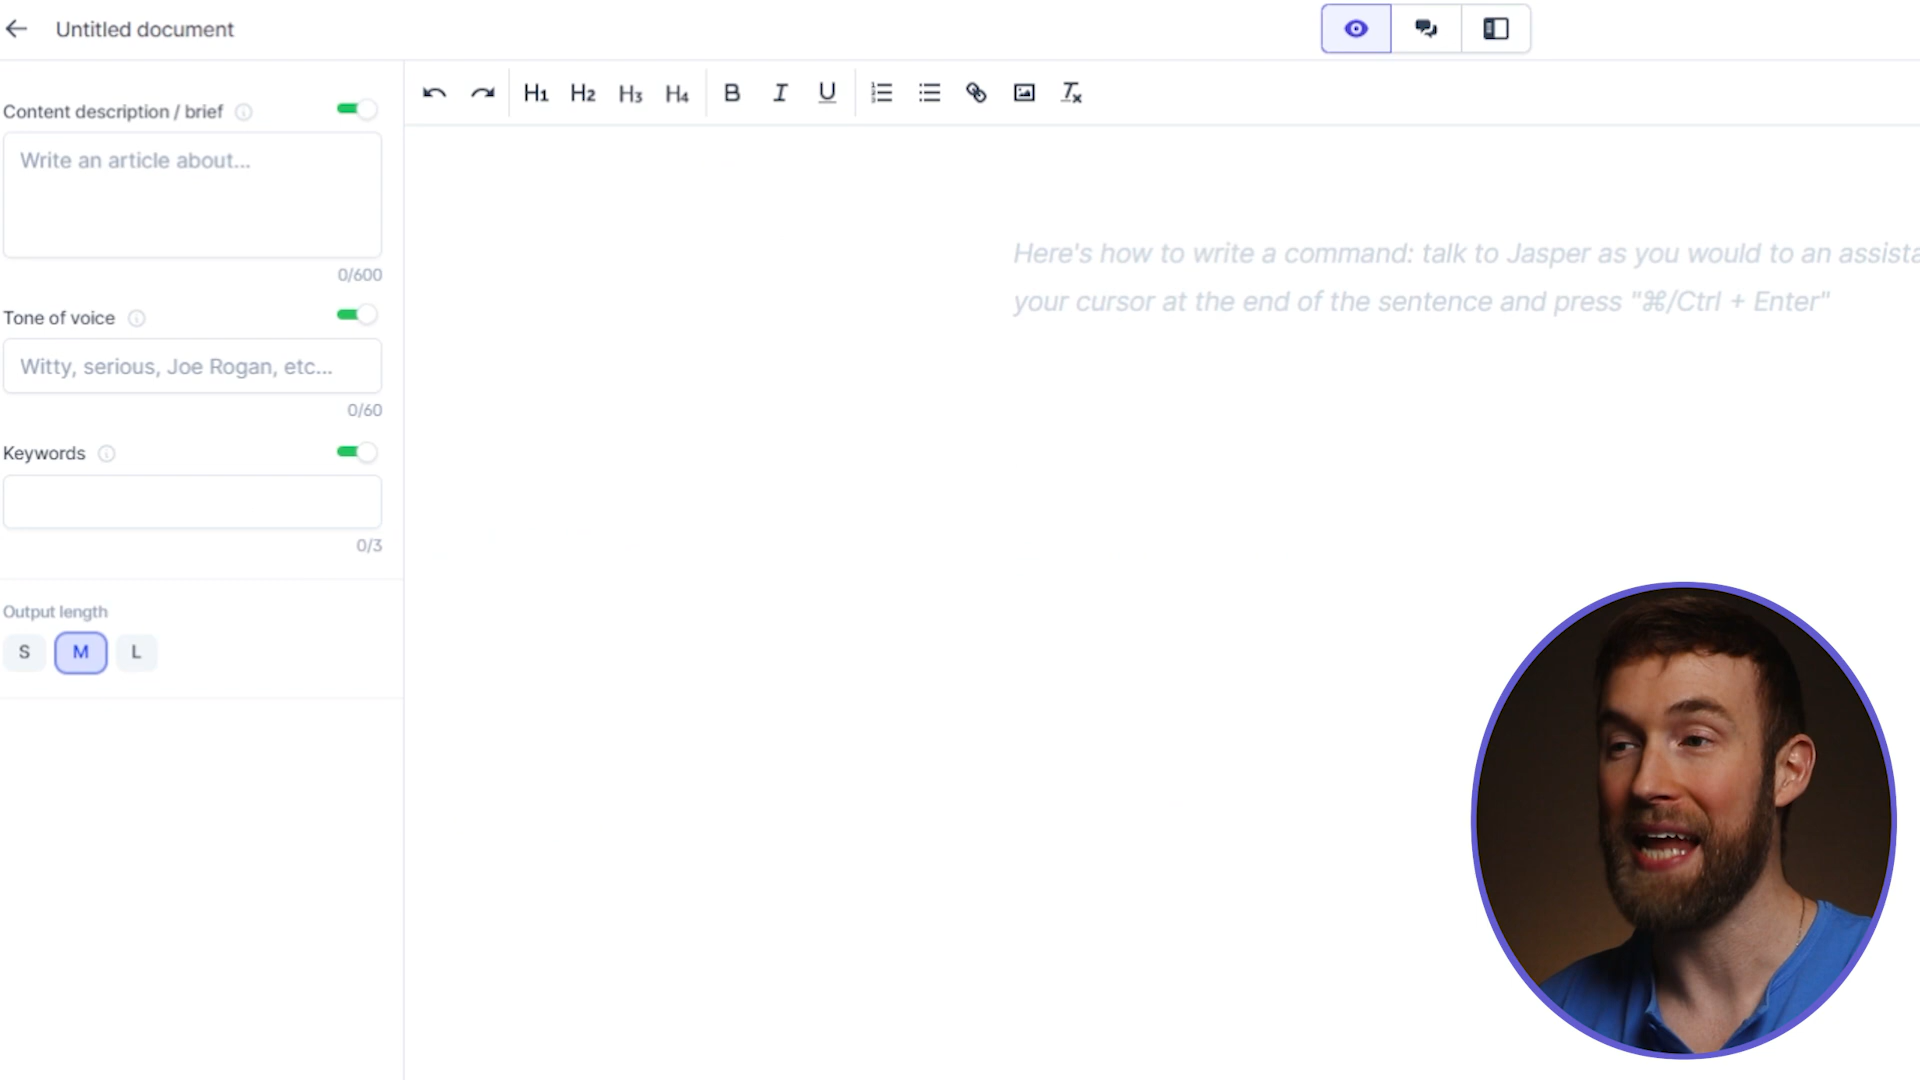 Untitled document
H1 H2 H3 H4 B I U
Content description / brief
Write an article about...
0/600
Tone of voice
Witty, serious, Joe Rogan, etc...
0/60
Keywords
0/3
Output length
S M L
Here's how to write a command: talk to Jasper as you would to an assista
your cursor at the end of the sentence and press "⌘/Ctrl + Enter"